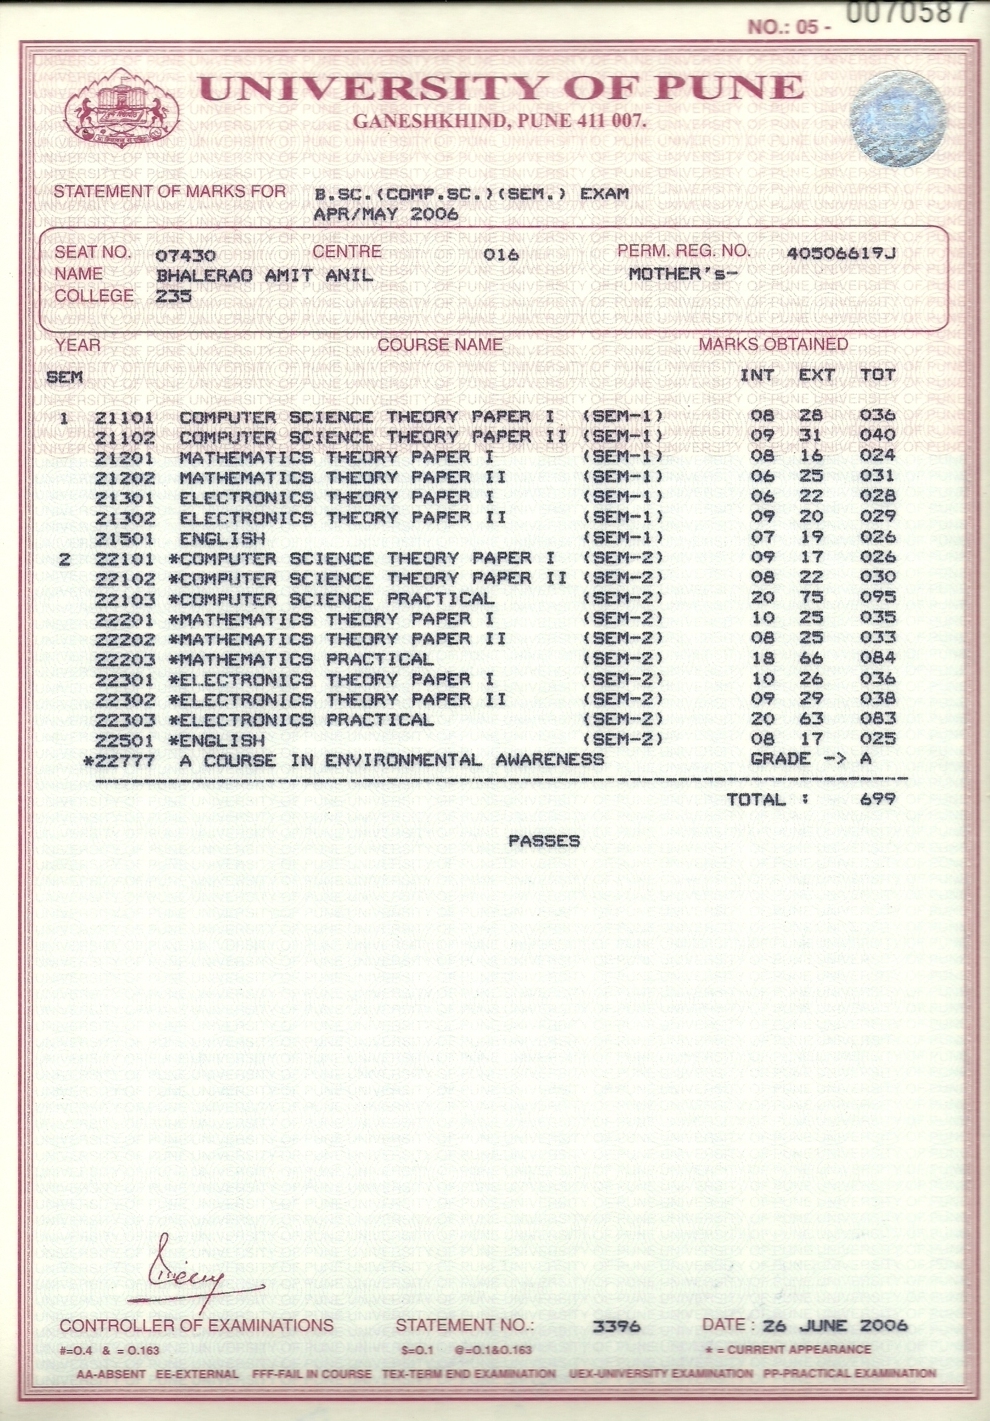 NO.: 05 - 0070587
UNIVERSITY OF PUNE
GANESHKHIND, PUNE 411 007.
STATEMENT OF MARKS FOR B.SC.(COMP.SC.)(SEM.) EXAM
APR/MAY 2006
SEAT NO. 07430 CENTRE 016 PERM. REG. NO. 40506619J
NAME BHALERAO AMIT ANIL MOTHER's-
COLLEGE 235
YEAR COURSE NAME MARKS OBTAINED
SEM INT EXT TOT
1 21101 COMPUTER SCIENCE THEORY PAPER I (SEM-1) 08 28 036
21102 COMPUTER SCIENCE THEORY PAPER II (SEM-1) 09 31 040
21201 MATHEMATICS THEORY PAPER I (SEM-1) 08 16 024
21202 MATHEMATICS THEORY PAPER II (SEM-1) 06 25 031
21301 ELECTRONICS THEORY PAPER I (SEM-1) 06 22 028
21302 ELECTRONICS THEORY PAPER II (SEM-1) 09 20 029
21501 ENGLISH (SEM-1) 07 19 026
2 22101 *COMPUTER SCIENCE THEORY PAPER I (SEM-2) 09 17 026
22102 *COMPUTER SCIENCE THEORY PAPER II (SEM-2) 08 22 030
22103 *COMPUTER SCIENCE PRACTICAL (SEM-2) 20 75 095
22201 *MATHEMATICS THEORY PAPER I (SEM-2) 10 25 035
22202 *MATHEMATICS THEORY PAPER II (SEM-2) 08 25 033
22203 *MATHEMATICS PRACTICAL (SEM-2) 18 66 084
22301 *ELECTRONICS THEORY PAPER I (SEM-2) 10 26 036
22302 *ELECTRONICS THEORY PAPER II (SEM-2) 09 29 038
22303 *ELECTRONICS PRACTICAL (SEM-2) 20 63 083
22501 *ENGLISH (SEM-2) 08 17 025
*22777 A COURSE IN ENVIRONMENTAL AWARENESS GRADE -> A
TOTAL : 699
PASSES
CONTROLLER OF EXAMINATIONS STATEMENT NO.: 3396 DATE : 26 JUNE 2006
#=O.4 & = O.163 $=O.1 @=O.1&O.163 * = CURRENT APPEARANCE
AA-ABSENT EE-EXTERNAL FFF-FAIL IN COURSE TEX-TERM END EXAMINATION UEX-UNIVERSITY EXAMINATION PP-PRACTICAL EXAMINATION